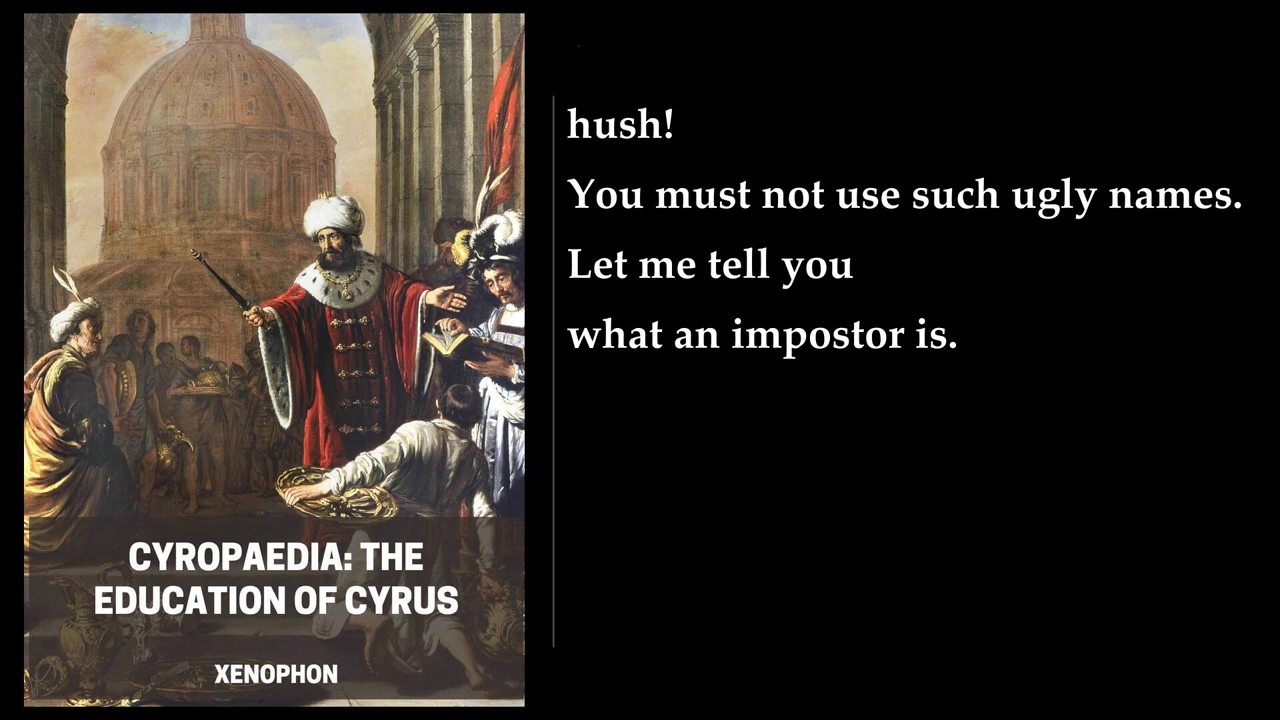 CYROPAEDIA: THE
EDUCATION OF CYRUS
XENOPHON
hush!
You must not use such ugly names.
Let me tell you
what an impostor is.